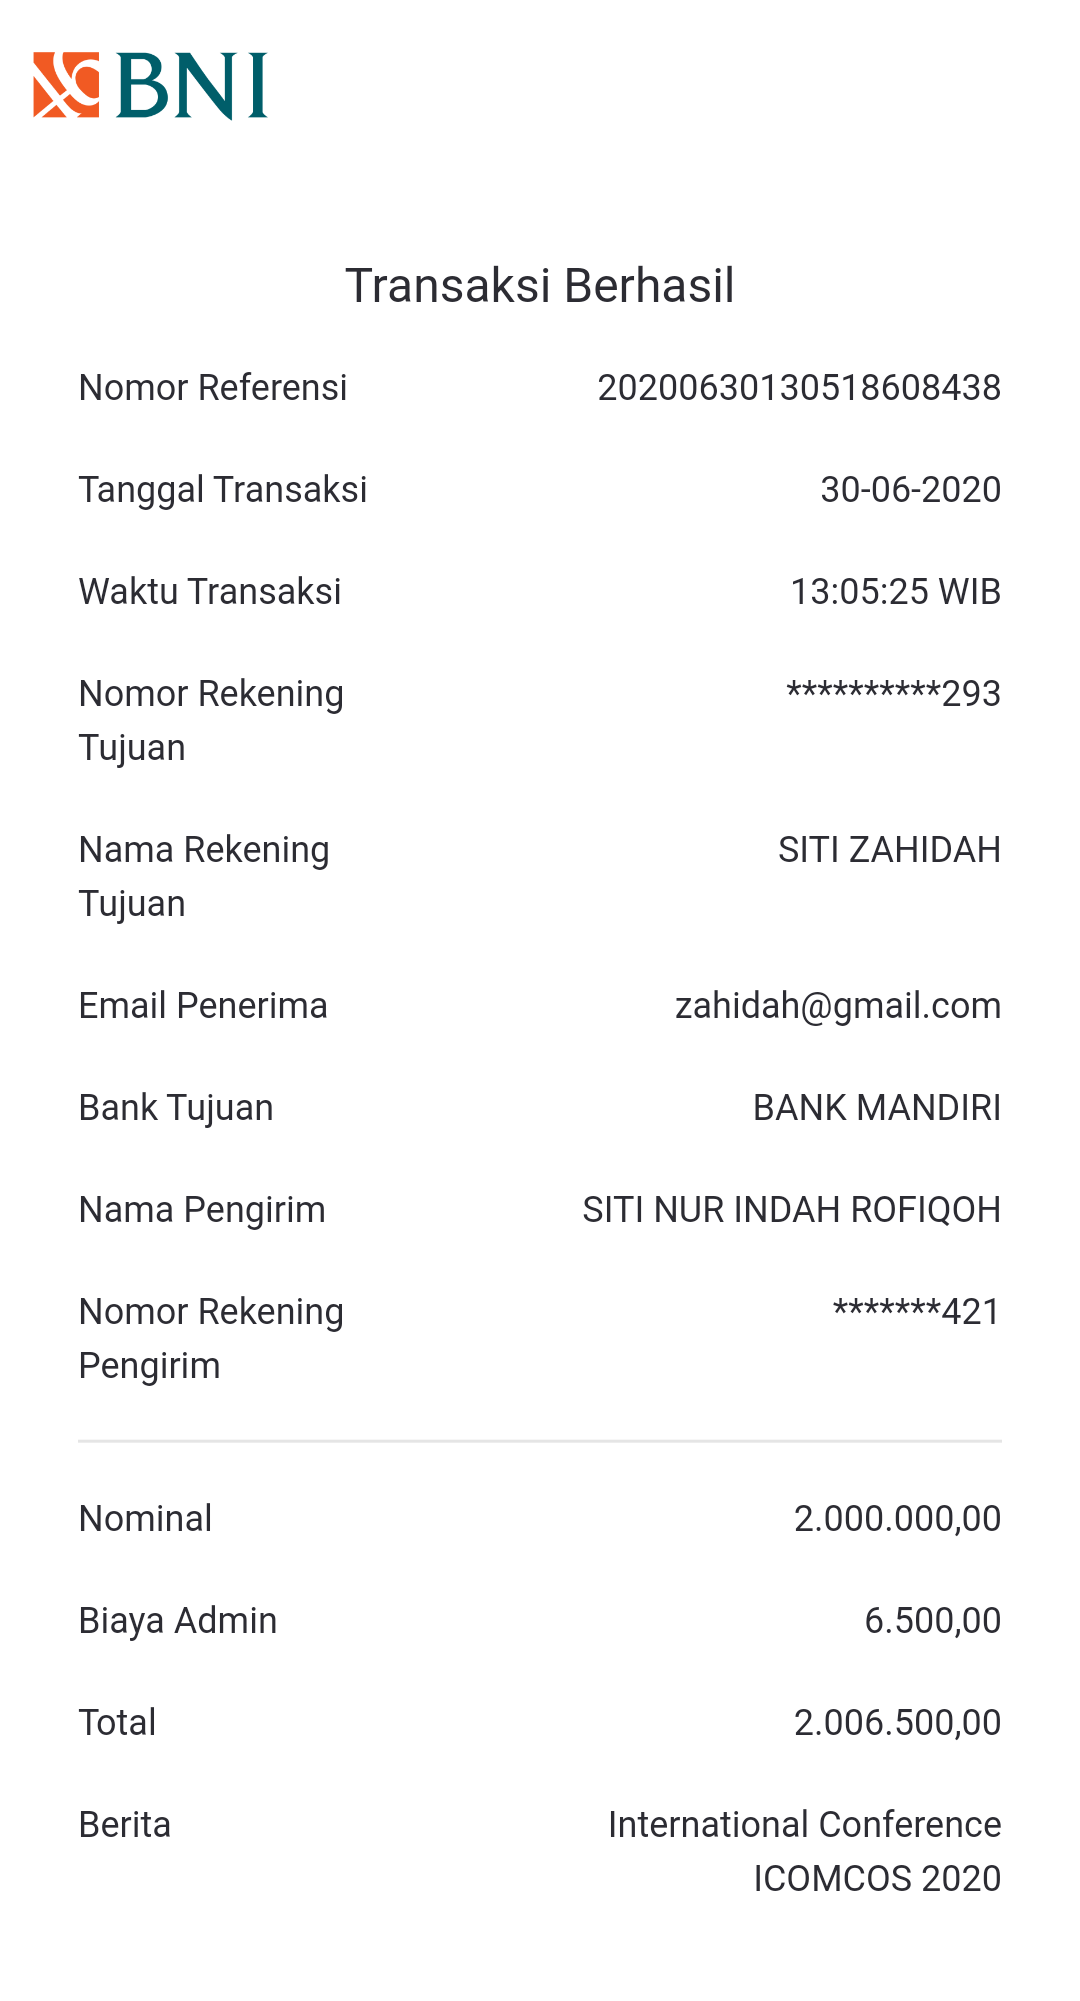 BNI
Transaksi Berhasil
Nomor Referensi 20200630130518608438
Tanggal Transaksi 30-06-2020
Waktu Transaksi 13:05:25 WIB
Nomor Rekening **********293
Tujuan
Nama Rekening SITI ZAHIDAH
Tujuan
Email Penerima zahidah@gmail.com
Bank Tujuan BANK MANDIRI
Nama Pengirim SITI NUR INDAH ROFIQOH
Nomor Rekening *******421
Pengirim
Nominal 2.000.000,00
Biaya Admin 6.500,00
Total 2.006.500,00
Berita International Conference
ICOMCOS 2020